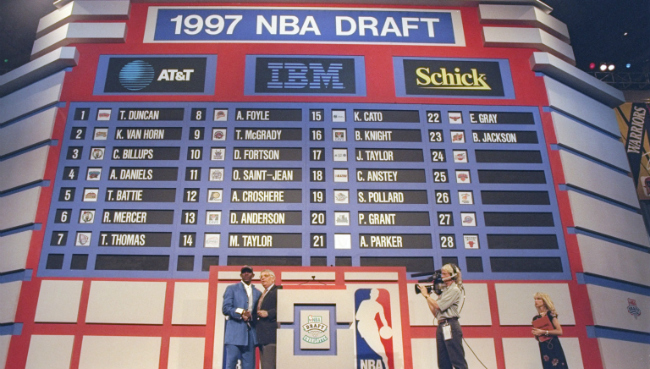 1997 NBA DRAFT
AT&T
IBM
Schick
1 T. DUNCAN
2 K. VAN HORN
3 C. BILLUPS
4 A. DANIELS
5 T. BATTIE
6 R. MERCER
7 T. THOMAS
8 A. FOYLE
9 T. McGRADY
10 D. FORTSON
11 O. SAINT-JEAN
12 A. CROSHERE
13 D. ANDERSON
14 M. TAYLOR
15 K. CATO
16 B. KNIGHT
17 J. TAYLOR
18 C. ANSTEY
19 S. POLLARD
20 P. GRANT
21 A. PARKER
22 E. GRAY
23 B. JACKSON
24
25
26
27
28
WARRIORS
DRAFT
NBA